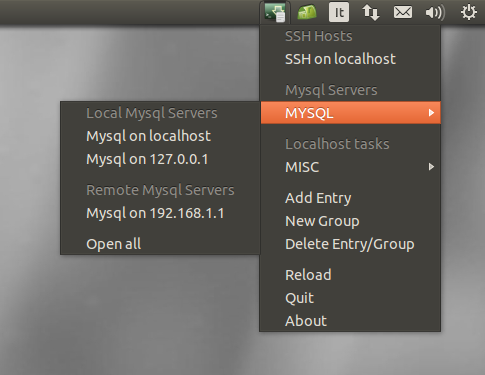 It
SSH Hosts
SSH on localhost
Mysql Servers
MYSQL
Local Mysql Servers
Mysql on localhost
Mysql on 127.0.0.1
Remote Mysql Servers
Mysql on 192.168.1.1
Open all
Localhost tasks
MISC
Add Entry
New Group
Delete Entry/Group
Reload
Quit
About